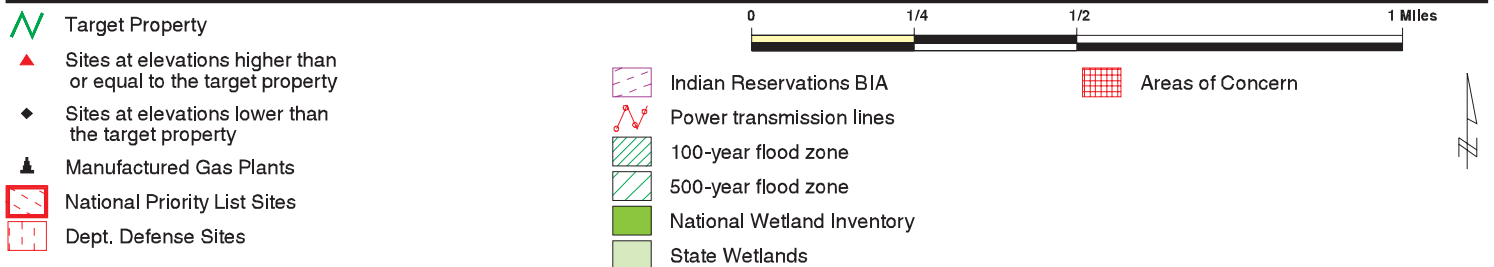 0 1/4 1/2 1 Miles
Target Property
Sites at elevations higher than
or equal to the target property
Sites at elevations lower than
the target property
Manufactured Gas Plants
National Priority List Sites
Dept. Defense Sites
Indian Reservations BIA
Power transmission lines
100-year flood zone
500-year flood zone
National Wetland Inventory
State Wetlands
Areas of Concern
N